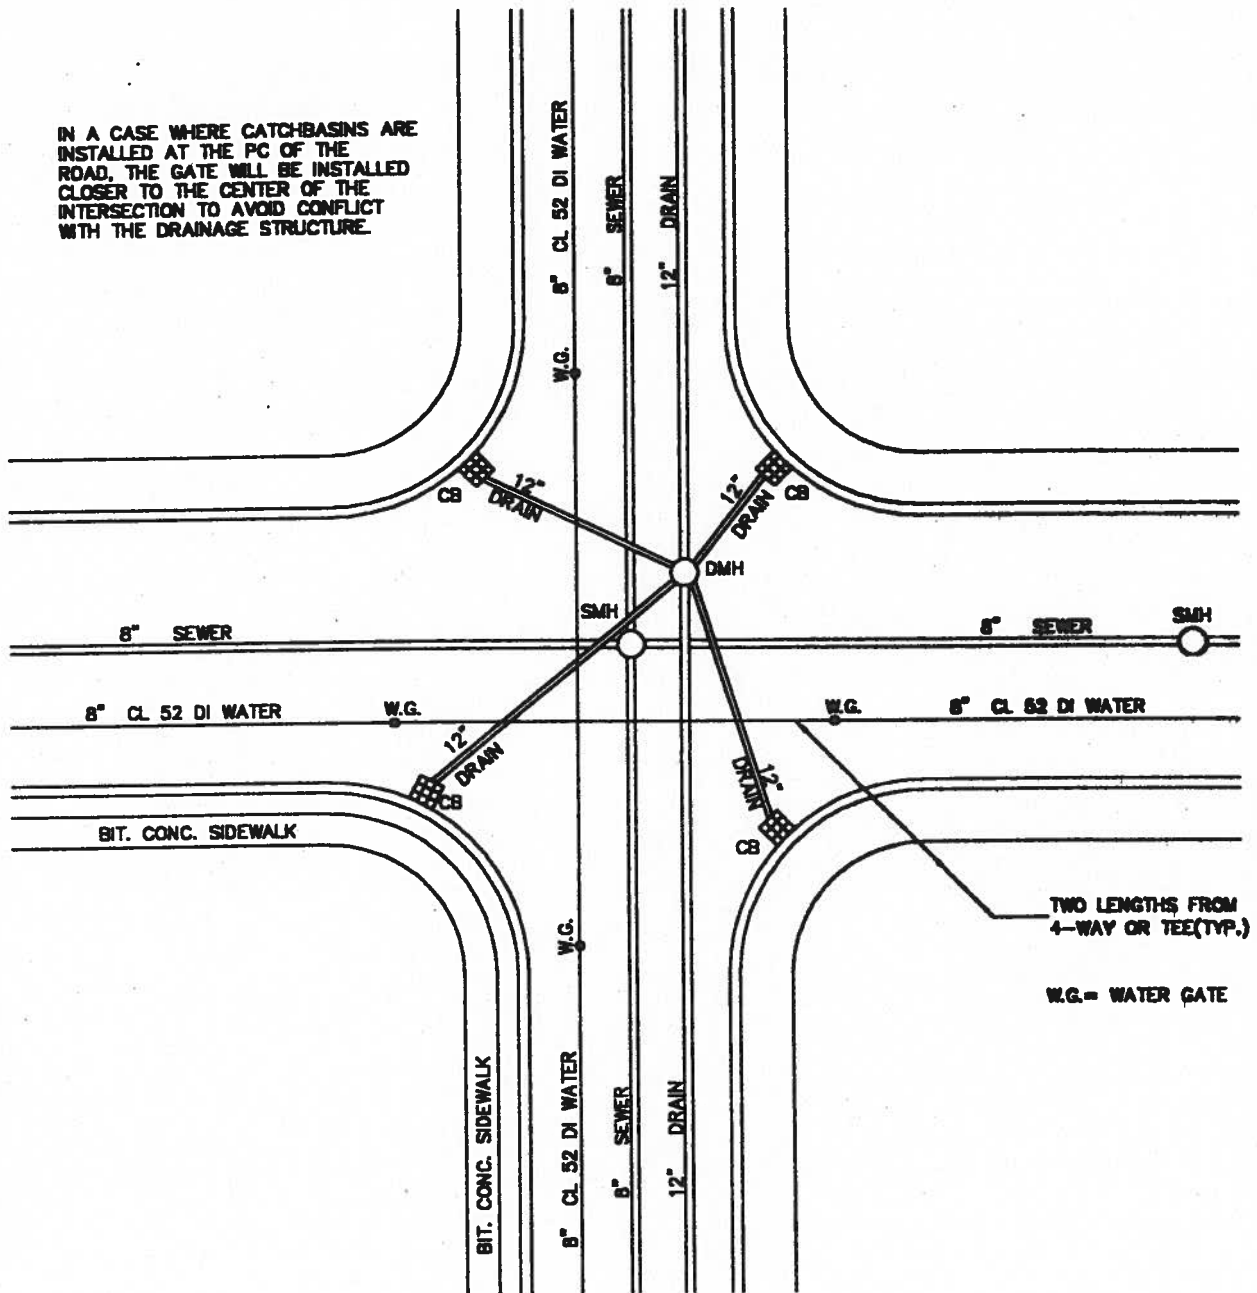 IN A CASE WHERE CATCHBASINS ARE
INSTALLED AT THE PC OF THE
ROAD, THE GATE WILL BE INSTALLED
CLOSER TO THE CENTER OF THE
INTERSECTION TO AVOID CONFLICT
WITH THE DRAINAGE STRUCTURE.
8" CL 52 DI WATER
8" SEWER
12" DRAIN
W.G.
CB
12"
DRAIN
12"
DRAIN
CB
DMH
SMH
8" SEWER
8" SEWER
SMH
8" CL 52 DI WATER
W.G.
W.G.
8" CL 52 DI WATER
12"
DRAIN
CB
12"
DRAIN
CB
BIT. CONC. SIDEWALK
TWO LENGTHS FROM
4-WAY OR TEE(TYP.)
W.G.
W.G.= WATER GATE
BIT. CONC. SIDEWALK
8" CL 52 DI WATER
8" SEWER
12" DRAIN